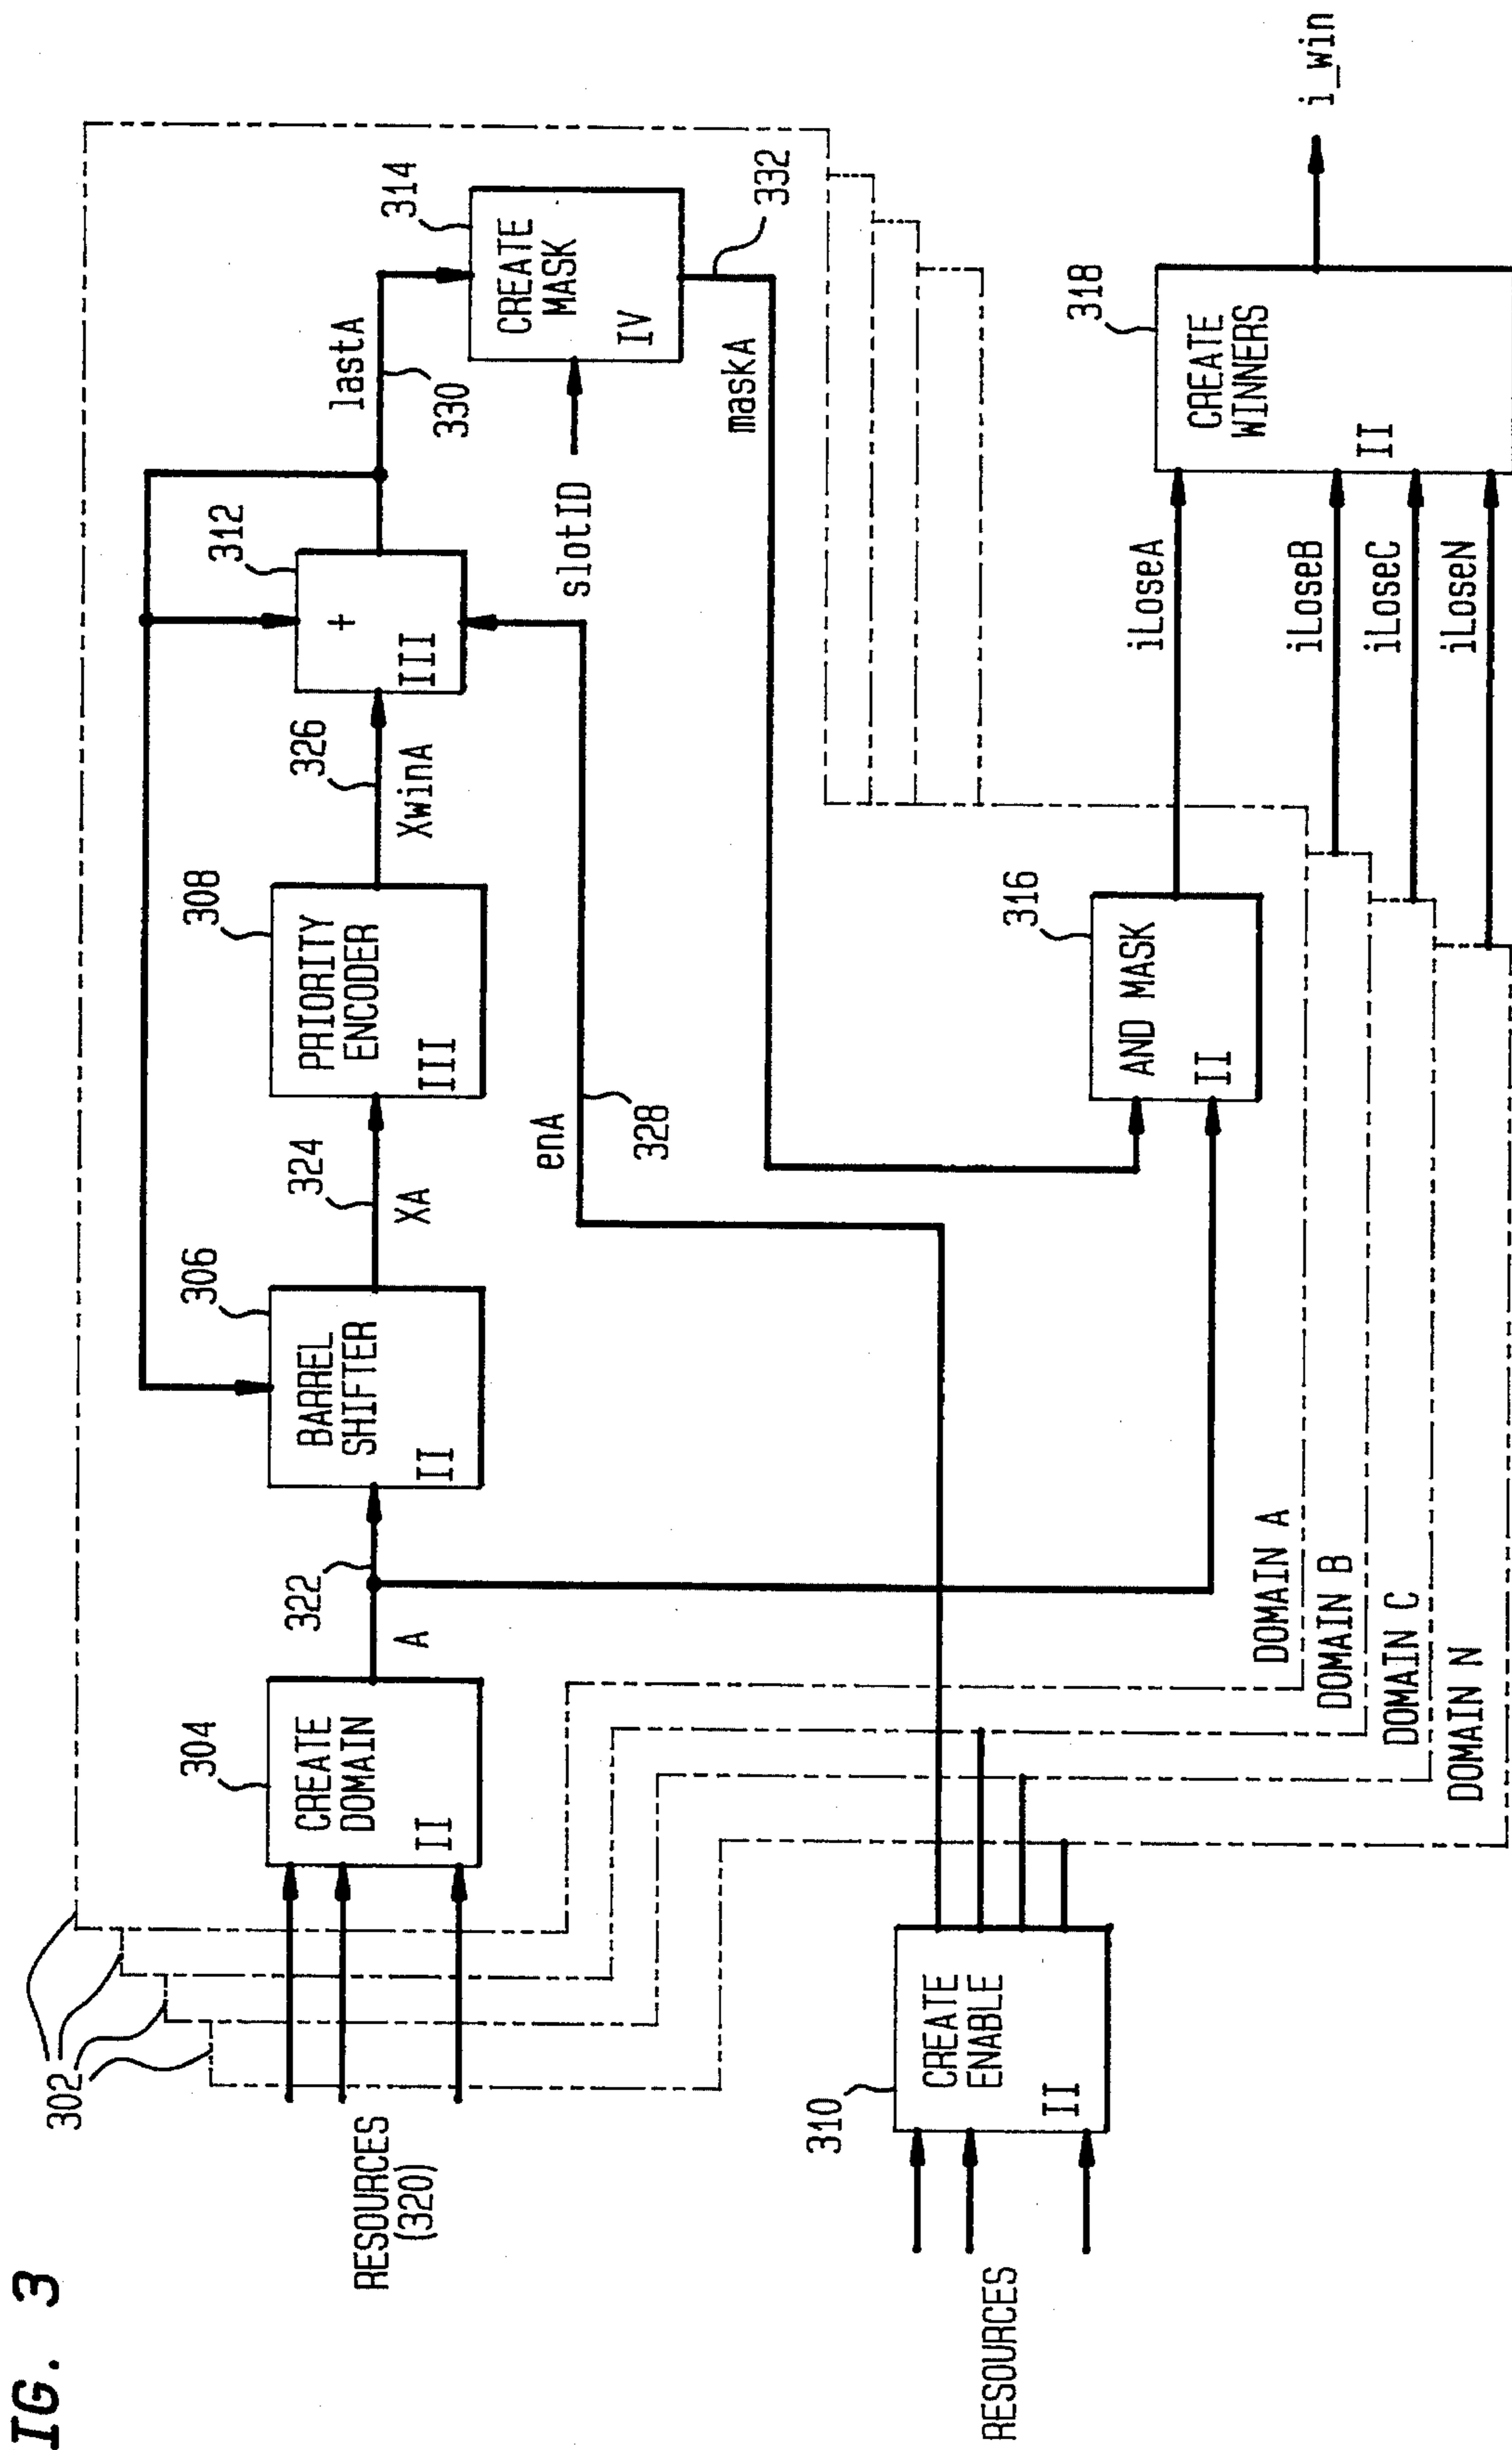 IG. 3
302
RESOURCES
(320)
304
CREATE
DOMAIN
II
A
322
306
BARREL
SHIFTER
II
324
XA
308
PRIORITY
ENCODER
III
326
XwinA
312
+
III
lastA
330
314
CREATE
MASK
IV
slotID
332
maskA
enA
328
316
AND MASK
II
iLoseA
iLoseB
iLoseC
iLoseN
318
CREATE
WINNERS
II
i_win
DOMAIN A
DOMAIN B
DOMAIN C
DOMAIN N
310
CREATE
ENABLE
II
RESOURCES